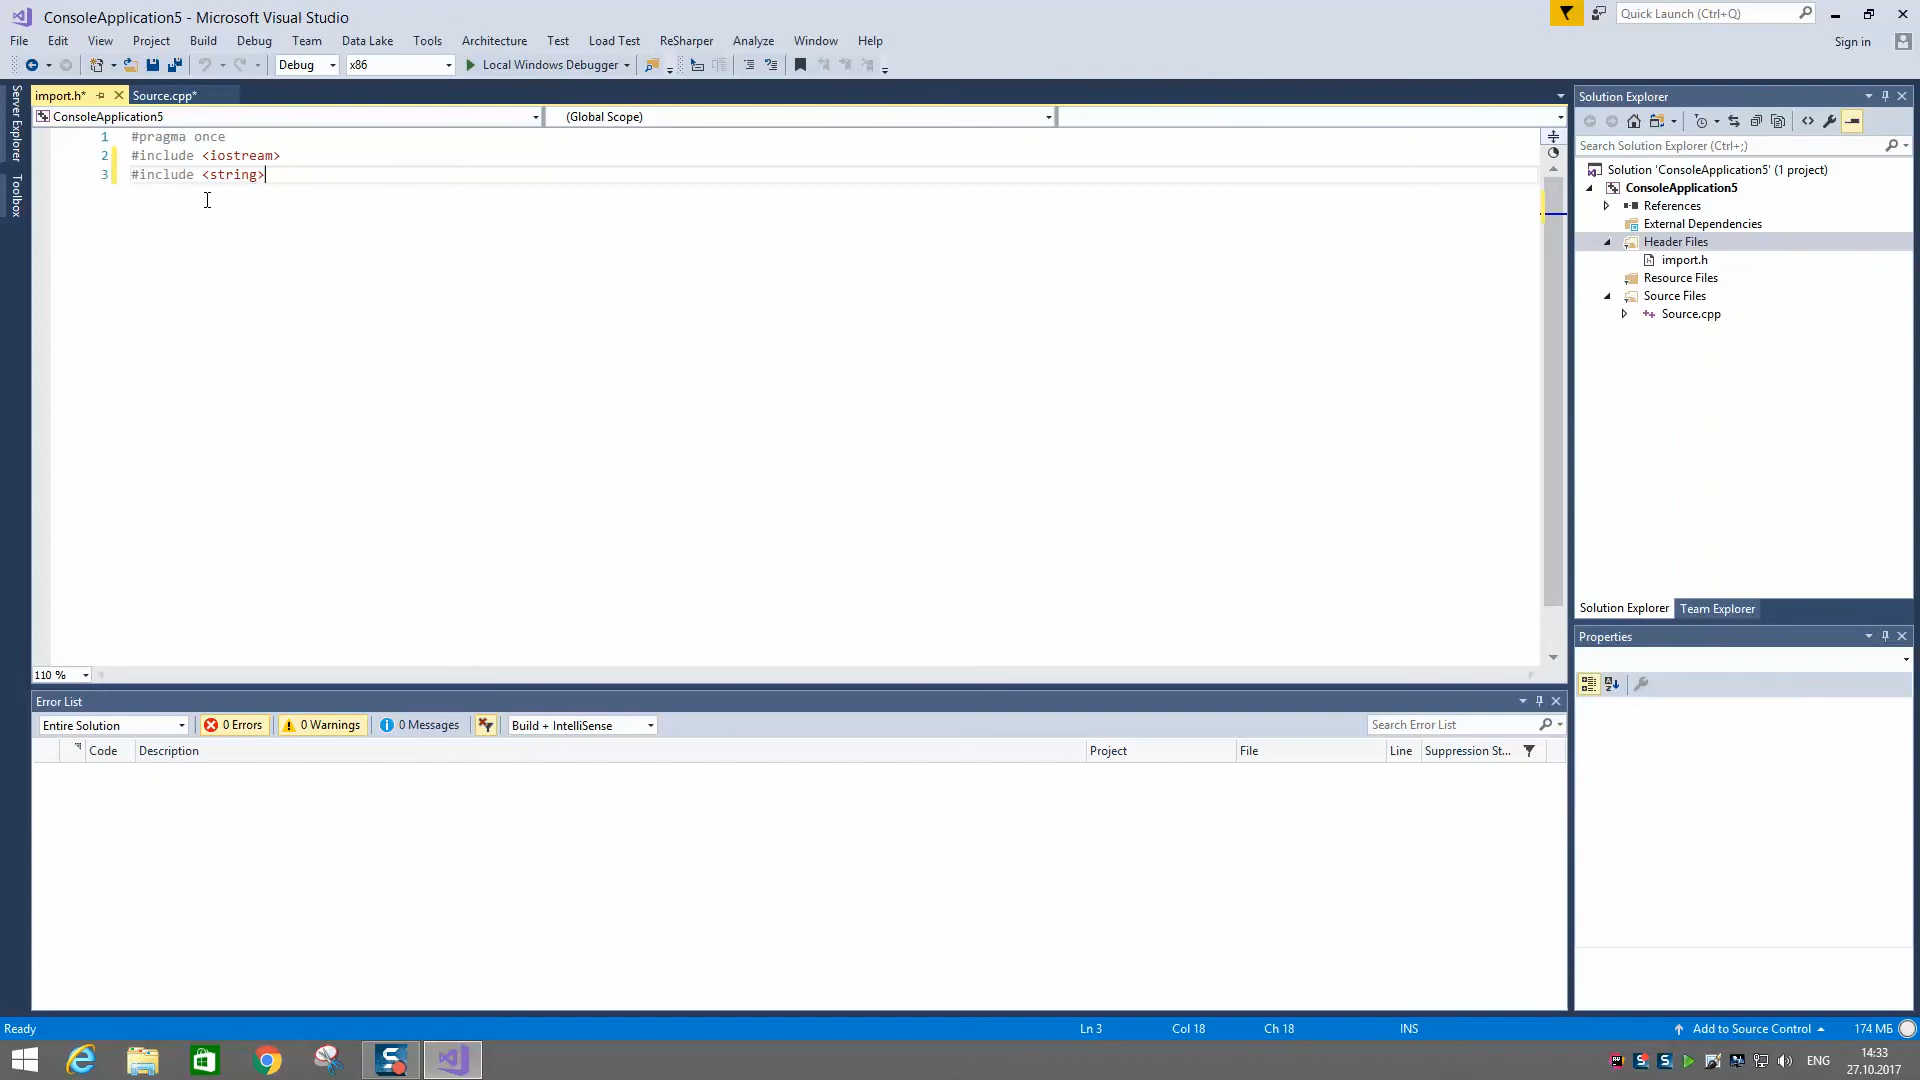 ConsoleApplication5 - Microsoft Visual Studio
Quick Launch (Ctrl+Q)
File Edit View Project Build Debug Team Data Lake Tools Architecture Test Load Test ReSharper Analyze Window Help
Sign in
Debug x86 Local Windows Debugger
Server Explorer
Toolbox
import.h* Source.cpp*
ConsoleApplication5 (Global Scope)
1 #pragma once
2 #include <iostream>
3 #include <string>
110 %
Solution Explorer
Search Solution Explorer (Ctrl+;)
Solution 'ConsoleApplication5' (1 project)
ConsoleApplication5
References
External Dependencies
Header Files
import.h
Resource Files
Source Files
Source.cpp
Solution Explorer Team Explorer
Properties
Error List
Entire Solution 0 Errors 0 Warnings 0 Messages Build + IntelliSense Search Error List
Code Description Project File Line Suppression St...
Ready Ln 3 Col 18 Ch 18 INS Add to Source Control 174 МБ
ENG
14:33
27.10.2017